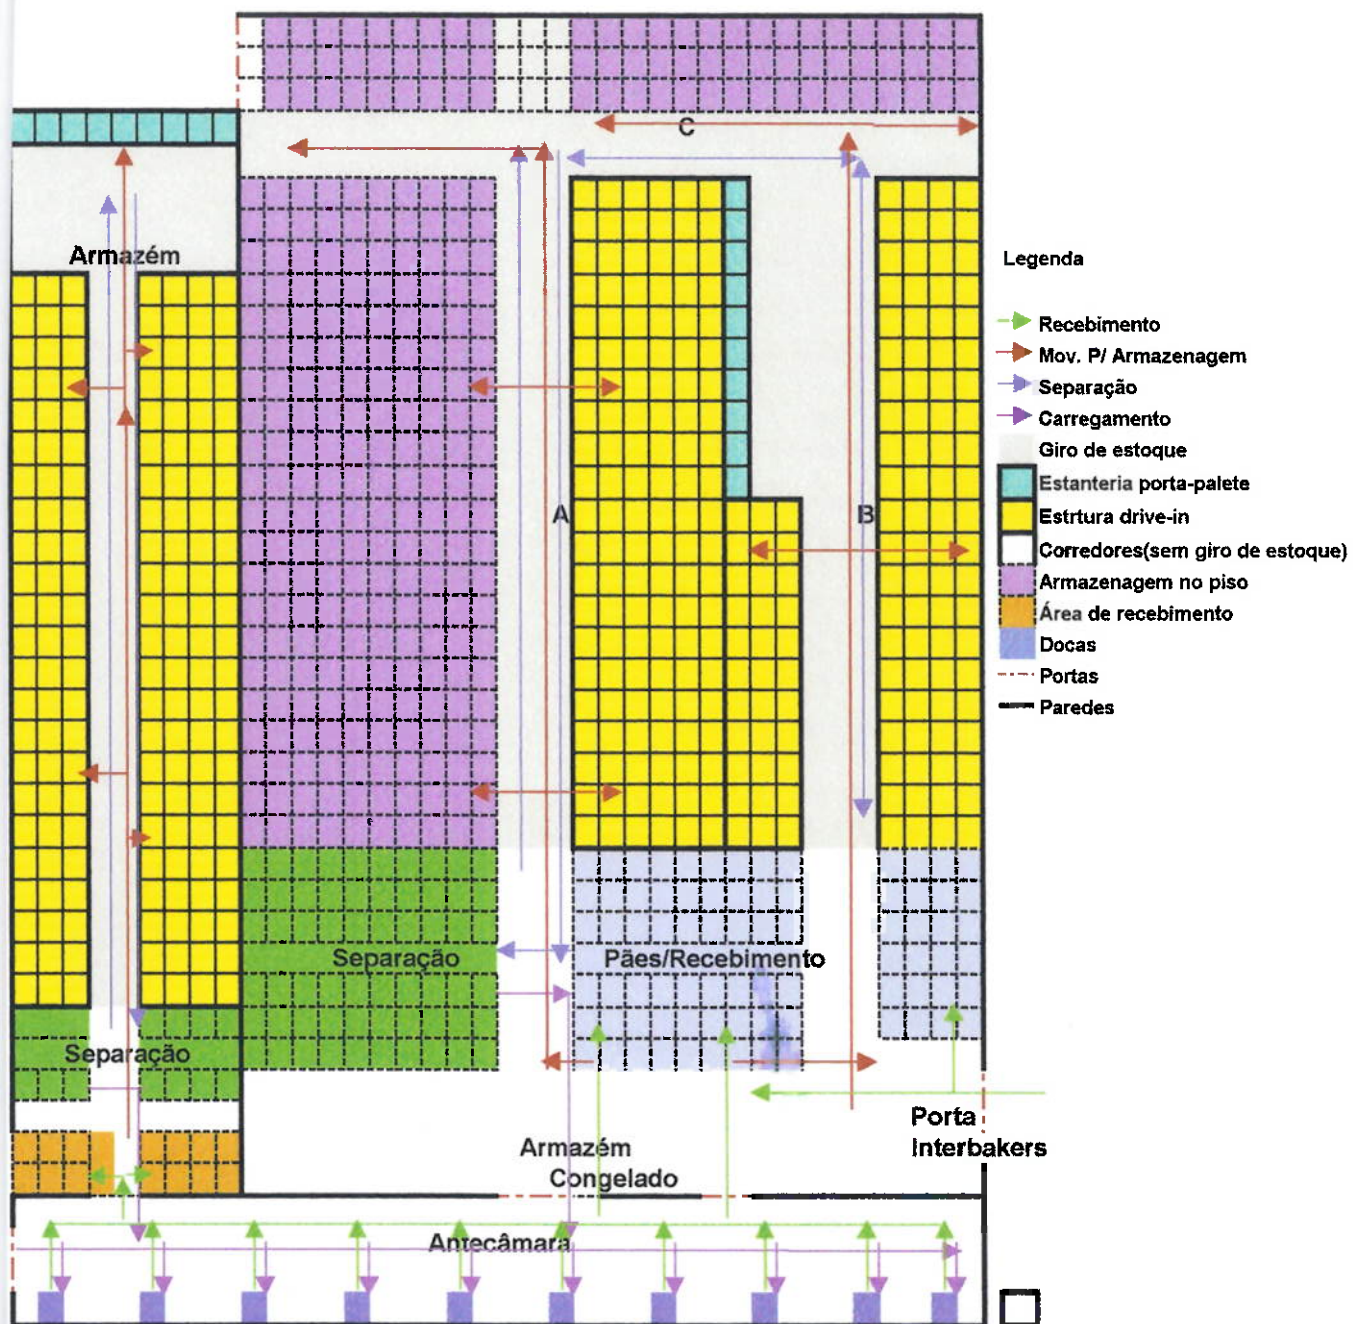 C
Armazém
A
B
Separação
Pães/Recebimento
Separação
Porta
Interbakers
Armazém
Congelado
Antecâmara
Legenda
Recebimento
Mov. P/ Armazenagem
Separação
Carregamento
Giro de estoque
Estanteria porta-palete
Estrtura drive-in
Corredores(sem giro de estoque)
Armazenagem no piso
Área de recebimento
Docas
Portas
Paredes